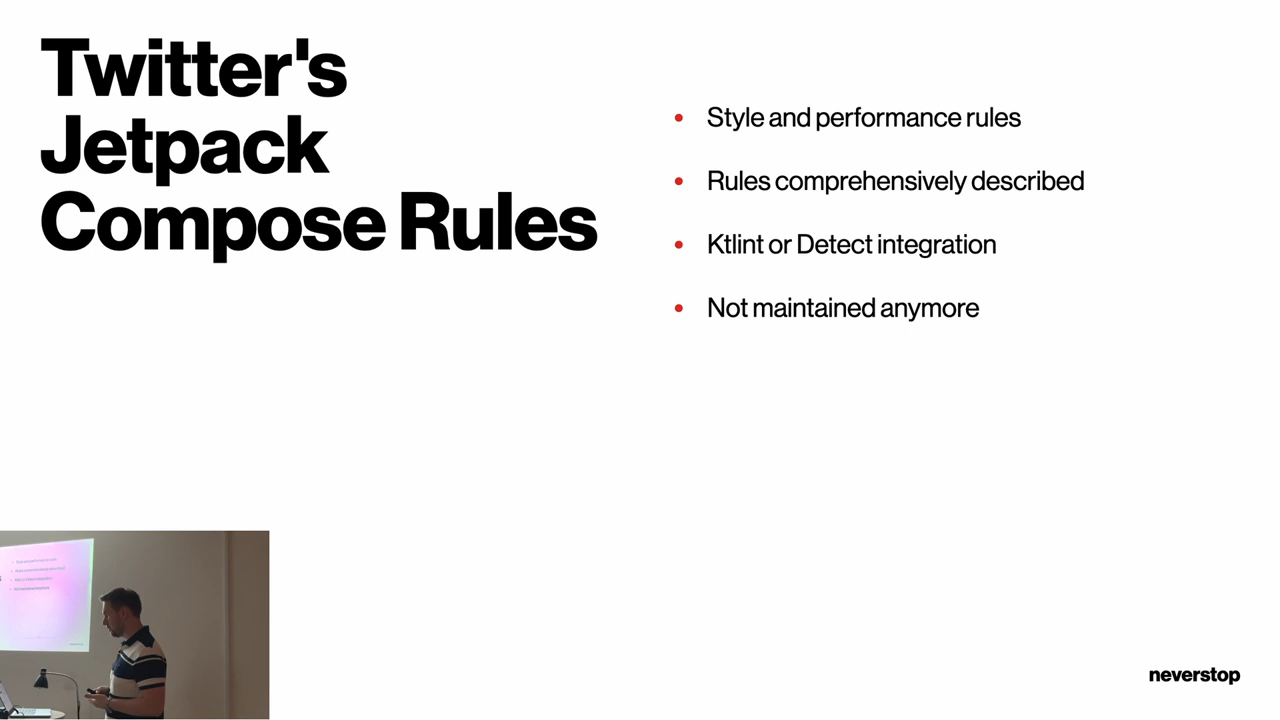 Twitter's
Jetpack
Compose Rules
Style and performance rules
Rules comprehensively described
Ktlint or Detect integration
Not maintained anymore
neverstop